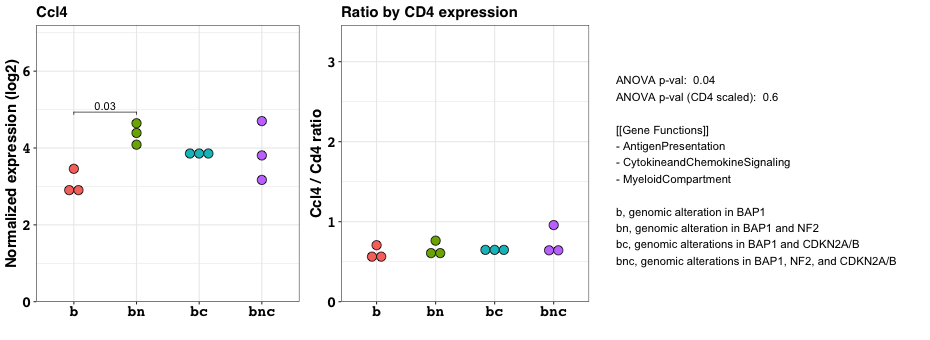 Ccl4
Normalized expression (log2)
6
4
2
0
0.03
b bn bc bnc
Ratio by CD4 expression
Ccl4 / Cd4 ratio
3
2
1
0
b bn bc bnc
ANOVA p-val: 0.04
ANOVA p-val (CD4 scaled): 0.6
[[Gene Functions]]
- AntigenPresentation
- CytokineandChemokineSignaling
- MyeloidCompartment
b, genomic alteration in BAP1
bn, genomic alteration in BAP1 and NF2
bc, genomic alterations in BAP1 and CDKN2A/B
bnc, genomic alterations in BAP1, NF2, and CDKN2A/B